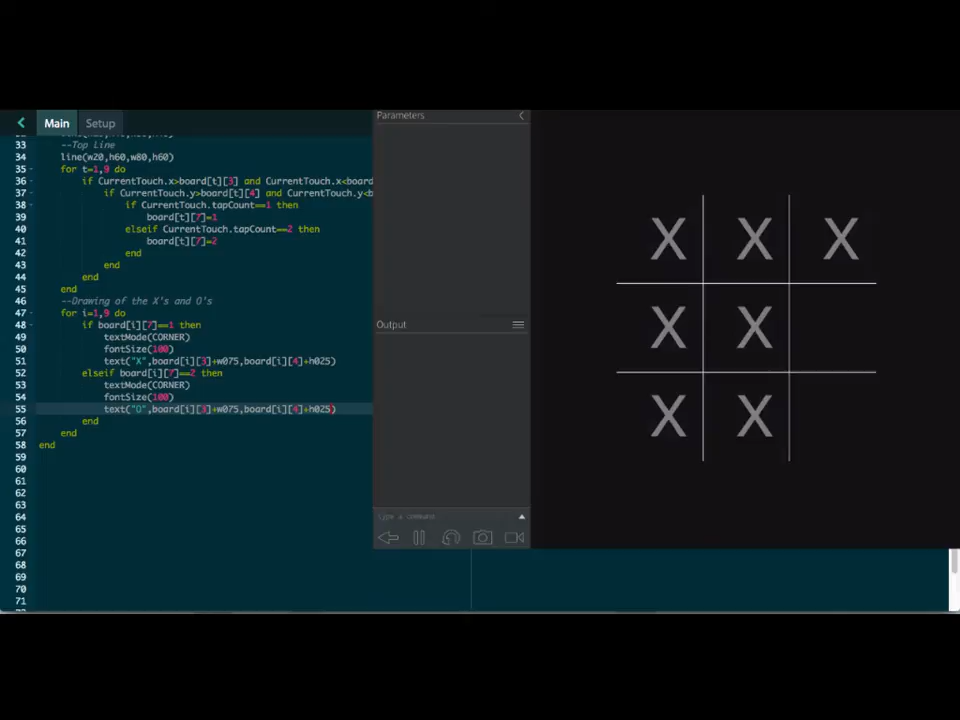 Main
Setup
33 --Top Line
34 line(w20,h60,w80,h60)
35 for t=1,9 do
36 if CurrentTouch.x>board[t][3] and CurrentTouch.x<board
37 if CurrentTouch.y>board[t][4] and CurrentTouch.y<b
38 if CurrentTouch.tapCount==1 then
39 board[t][7]=1
40 elseif CurrentTouch.tapCount==2 then
41 board[t][7]=2
42 end
43 end
44 end
45 end
46 --Drawing of the X's and O's
47 for i=1,9 do
48 if board[i][7]==1 then
49 textMode(CORNER)
50 fontSize(100)
51 text("X",board[i][3]+w075,board[i][4]+h025)
52 elseif board[i][7]==2 then
53 textMode(CORNER)
54 fontSize(100)
55 text("O",board[i][3]+w075,board[i][4]+h025)
56 end
57 end
58 end
59
60
61
62
63
64
65
66
67
68
69
70
71
Parameters
Output
Type a command
X X X
X X
X X